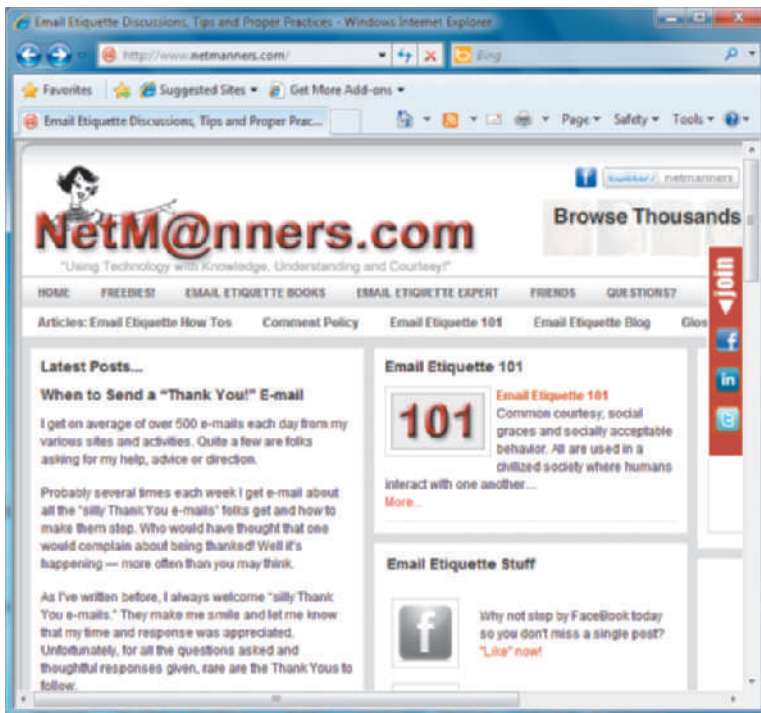 Email Etiquette Discussions, Tips and Proper Practices - Windows Internet Explorer
http://www.netmanners.com/
Bing
Favorites Suggested Sites Get More Add-ons
Email Etiquette Discussions, Tips and Proper Prac... Page Safety Tools
netmanners
NetM@nners.com
Browse Thousands
"Using Technology with Knowledge, Understanding and Courtesy!"
join
HOME FREEBIES! EMAIL ETIQUETTE BOOKS EMAIL ETIQUETTE EXPERT FRIENDS QUESTIONS?
Articles: Email Etiquette How Tos Comment Policy Email Etiquette 101 Email Etiquette Blog Glos
f
in
t
Latest Posts...
When to Send a "Thank You!" E-mail
I get on average of over 500 e-mails each day from my
various sites and activities. Quite a few are folks
asking for my help, advice or direction.
Probably several times each week I get e-mail about
all the "silly Thank You e-mails" folks get and how to
make them stop. Who would have thought that one
would complain about being thanked! Well it's
happening — more often than you may think.
As I've written before, I always welcome "silly Thank
You e-mails." They make me smile and let me know
that my time and response was appreciated.
Unfortunately, for all the questions asked and
thoughtful responses given, rare are the Thank Yous to
follow.
Email Etiquette 101
101
Email Etiquette 101
Common courtesy, social
graces and socially acceptable
behavior. All are used in a
civilized society where humans
interact with one another...
More...
Email Etiquette Stuff
f
Why not stop by FaceBook today
so you don't miss a single post?
"Like" now!